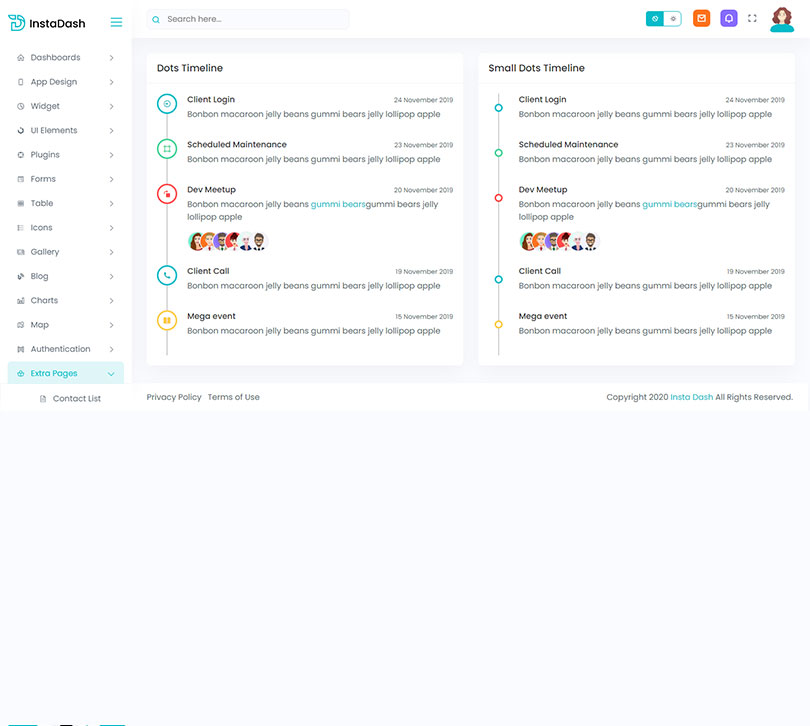 InstaDash
Search here...
Dashboards
App Design
Widget
UI Elements
Plugins
Forms
Table
Icons
Gallery
Blog
Charts
Map
Authentication
Extra Pages
Contact List
Dots Timeline
Client Login 24 November 2019
Bonbon macaroon jelly beans gummi bears jelly lollipop apple
Scheduled Maintenance 23 November 2019
Bonbon macaroon jelly beans gummi bears jelly lollipop apple
Dev Meetup 20 November 2019
Bonbon macaroon jelly beans gummi bearsgummi bears jelly
lollipop apple
Client Call 19 November 2019
Bonbon macaroon jelly beans gummi bears jelly lollipop apple
Mega event 15 November 2019
Bonbon macaroon jelly beans gummi bears jelly lollipop apple
Small Dots Timeline
Client Login 24 November 2019
Bonbon macaroon jelly beans gummi bears jelly lollipop apple
Scheduled Maintenance 23 November 2019
Bonbon macaroon jelly beans gummi bears jelly lollipop apple
Dev Meetup 20 November 2019
Bonbon macaroon jelly beans gummi bearsgummi bears jelly
lollipop apple
Client Call 19 November 2019
Bonbon macaroon jelly beans gummi bears jelly lollipop apple
Mega event 15 November 2019
Bonbon macaroon jelly beans gummi bears jelly lollipop apple
Privacy Policy Terms of Use
Copyright 2020 Insta Dash All Rights Reserved.